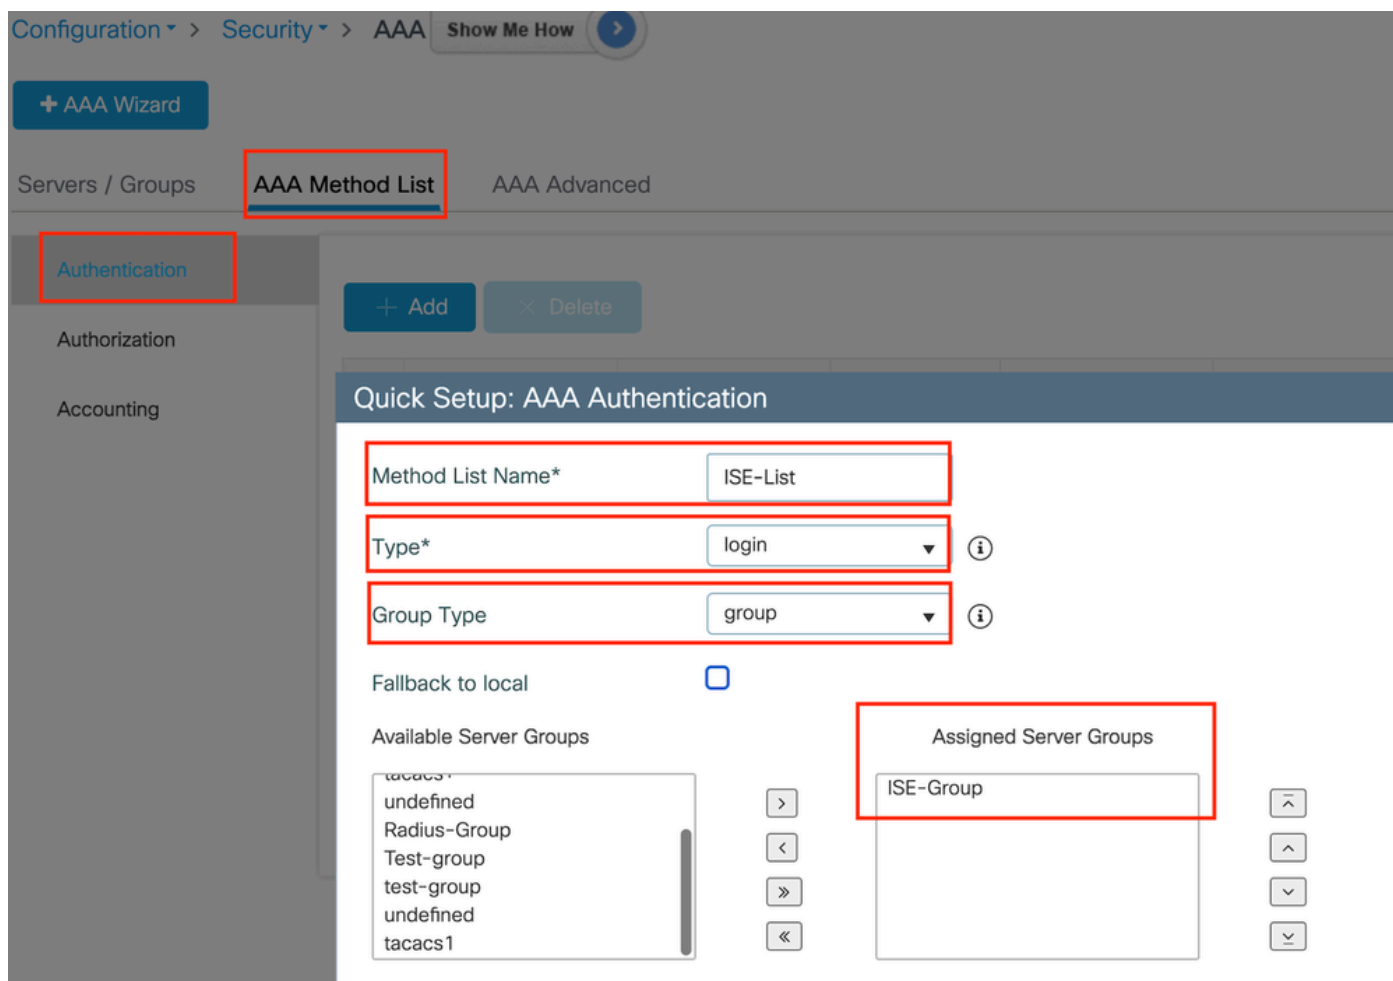 Configuration > Security > AAA Show Me How
+ AAA Wizard
Servers / Groups AAA Method List AAA Advanced
Authentication
Authorization
Accounting
+ Add × Delete
Quick Setup: AAA Authentication
Method List Name* ISE-List
Type* login
Group Type group
Fallback to local
Available Server Groups Assigned Server Groups
tacacs1
undefined
Radius-Group
Test-group
test-group
undefined
tacacs1
ISE-Group